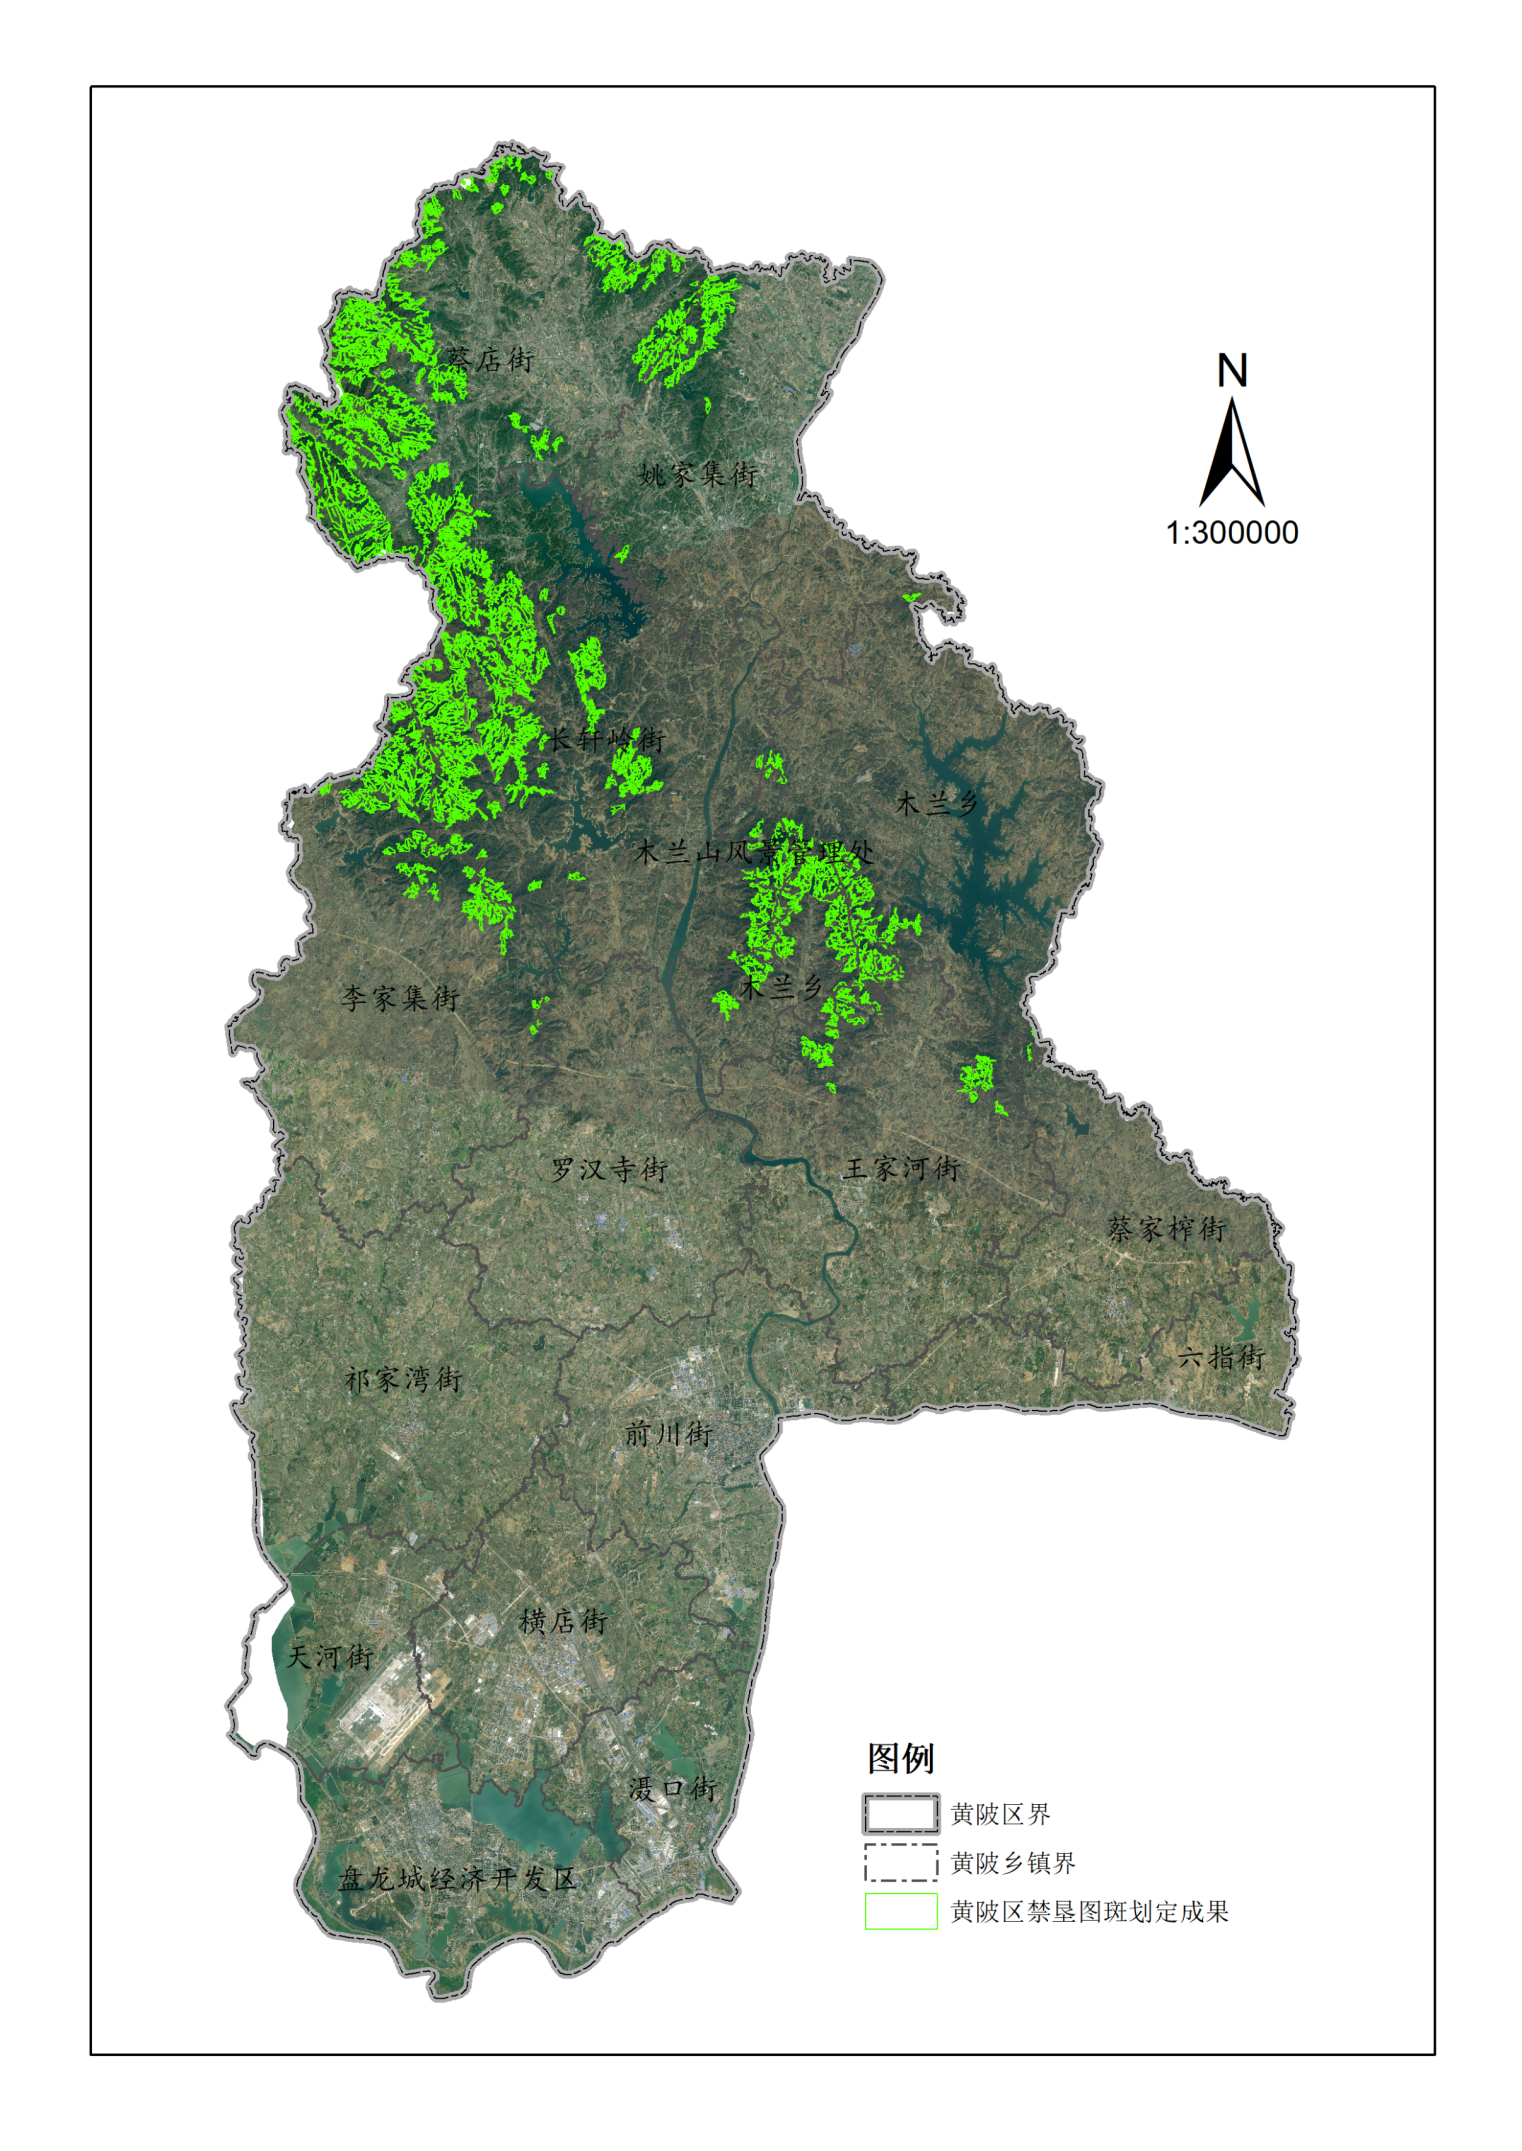 N
1:300000
蔡店街
姚家集街
长轩岭街
木兰乡
木兰山风景管理处
木兰乡
李家集街
罗汉寺街
王家河街
蔡家榨街
六指街
祁家湾街
前川街
横店街
天河街
滠口街
盘龙城经济开发区
图例
黄陂区界
黄陂乡镇界
黄陂区禁垦图斑划定成果